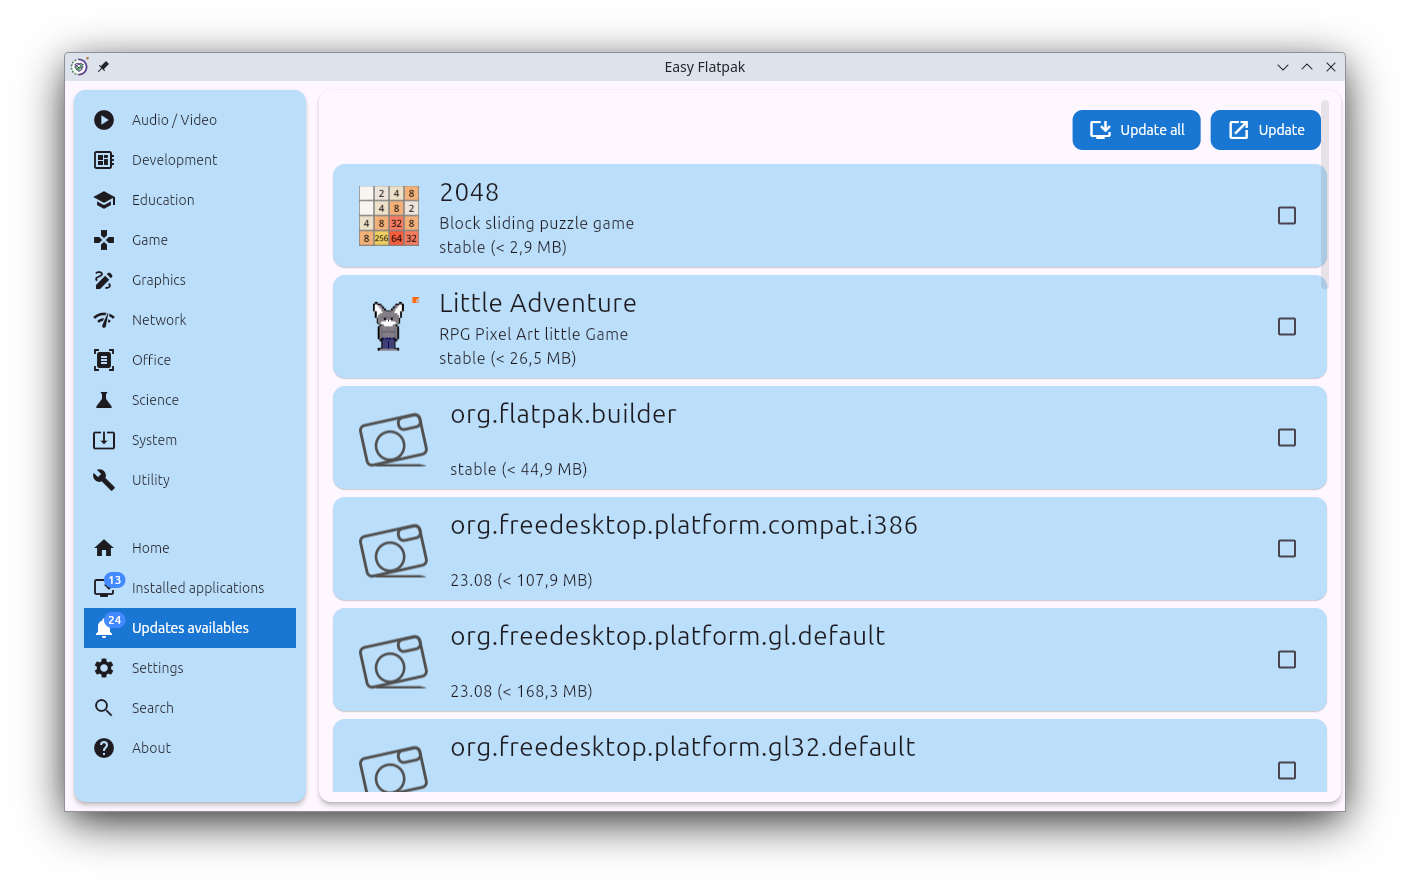 Easy Flatpak
Audio / Video
Development
Education
Game
Graphics
Network
Office
Science
System
Utility
Home
13
Installed applications
24
Updates availables
Settings
Search
About
Update all
Update
2 4 8
4 8 2
4 8 32 8
8 256 64 32
2048
Block sliding puzzle game
stable (< 2,9 MB)
Little Adventure
RPG Pixel Art little Game
stable (< 26,5 MB)
org.flatpak.builder
stable (< 44,9 MB)
org.freedesktop.platform.compat.i386
23.08 (< 107,9 MB)
org.freedesktop.platform.gl.default
23.08 (< 168,3 MB)
org.freedesktop.platform.gl32.default